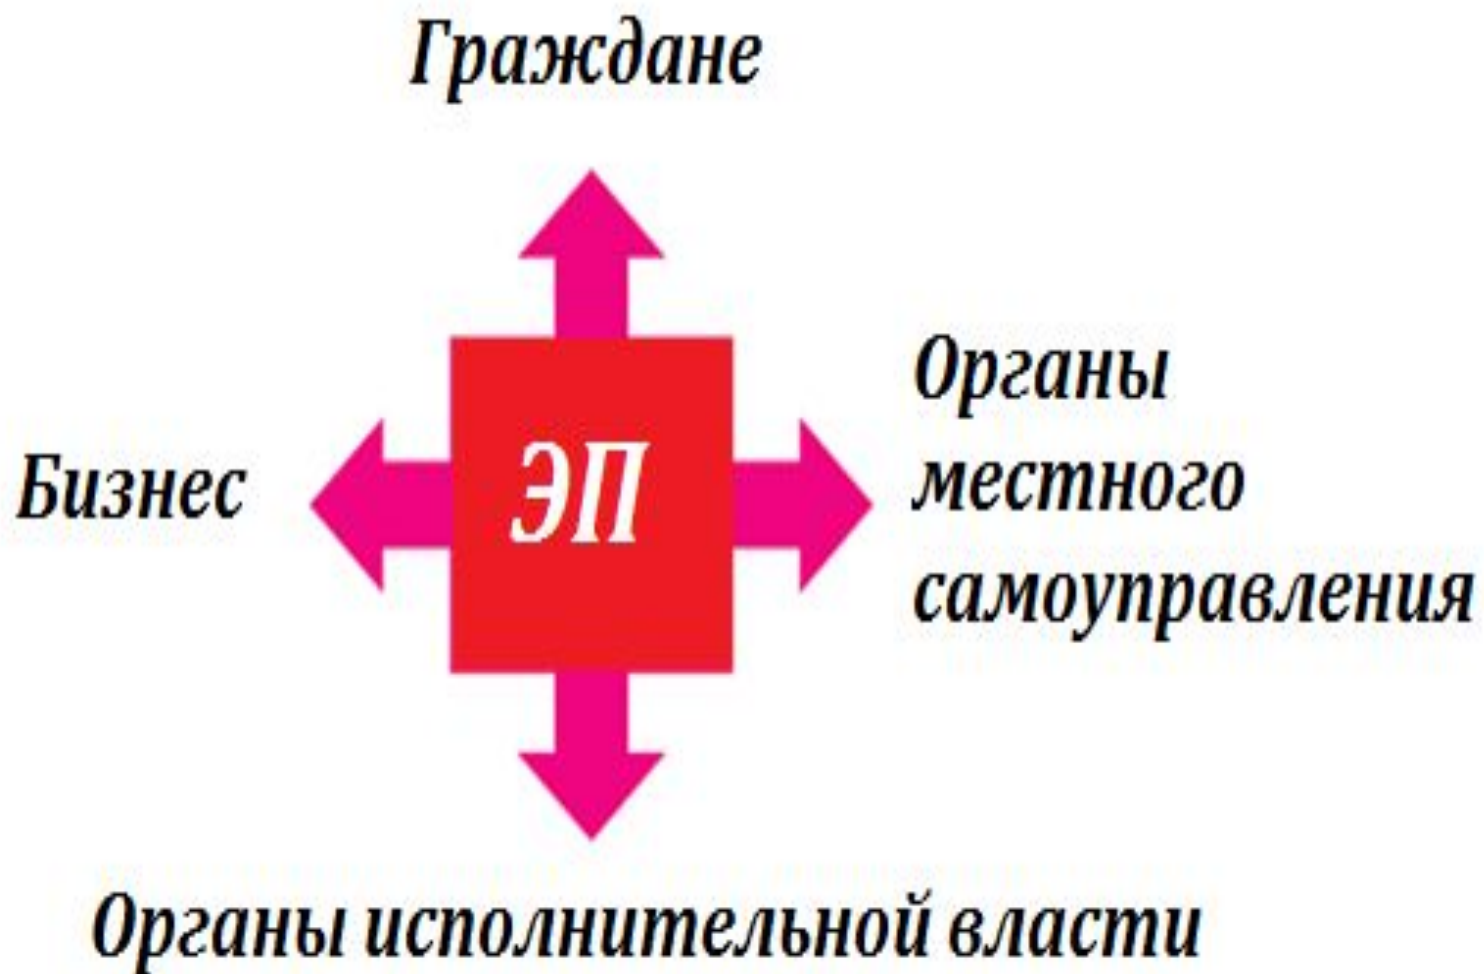 Граждане
Бизнес
ЭП
Органы
местного
самоуправления
Органы исполнительной власти